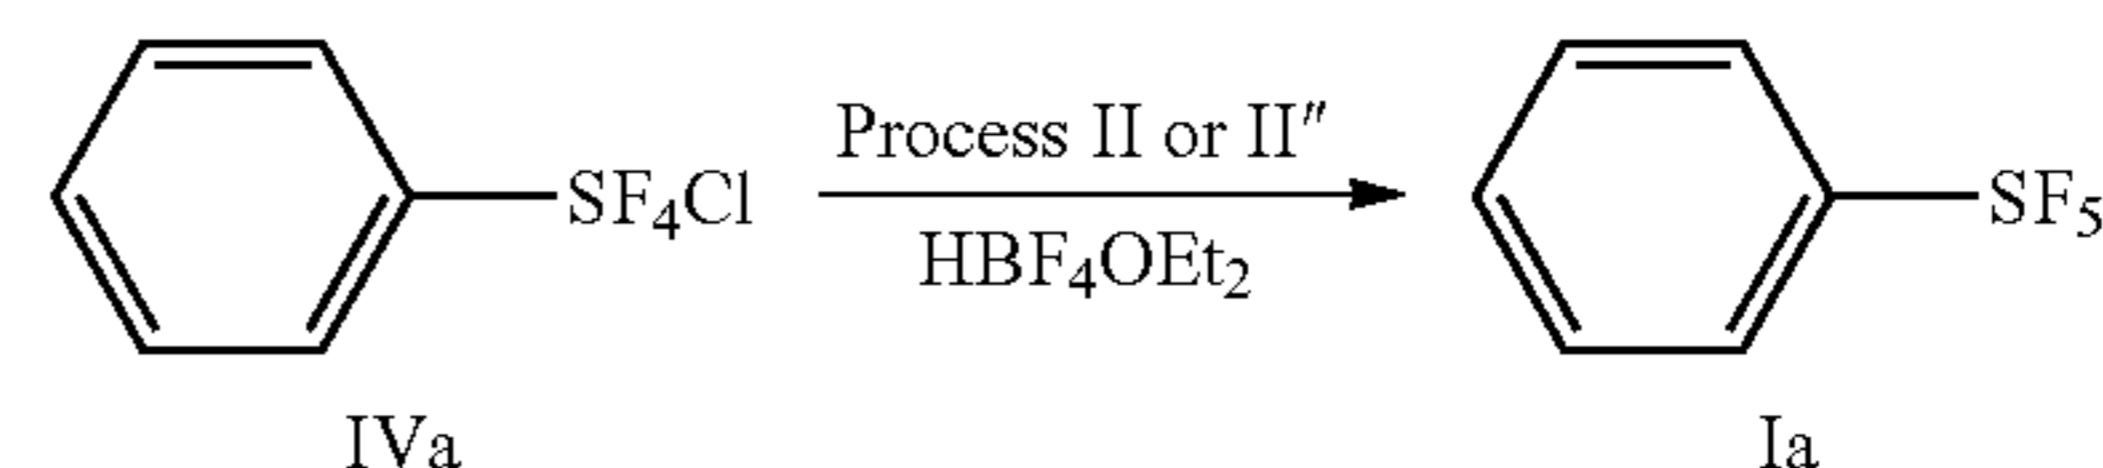 Process II or II″
SF₄Cl
SF₅
HBF₄OEt₂
IVa
Ia